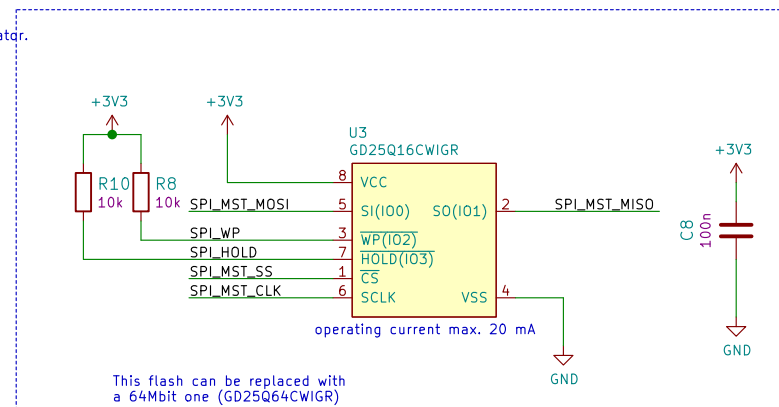 ator.
+3V3
+3V3
U3
GD25Q16CWIGR
+3V3
R10
10k
R8
10k
8
VCC
SPI_MST_MOSI
5
SI(IO0)
SO(IO1)
2
SPI_MST_MISO
SPI_WP
3
WP(IO2)
SPI_HOLD
7
HOLD(IO3)
SPI_MST_SS
1
CS
SPI_MST_CLK
6
SCLK
VSS
4
C8
100n
operating current max. 20 mA
GND
GND
This flash can be replaced with
a 64Mbit one (GD25Q64CWIGR)